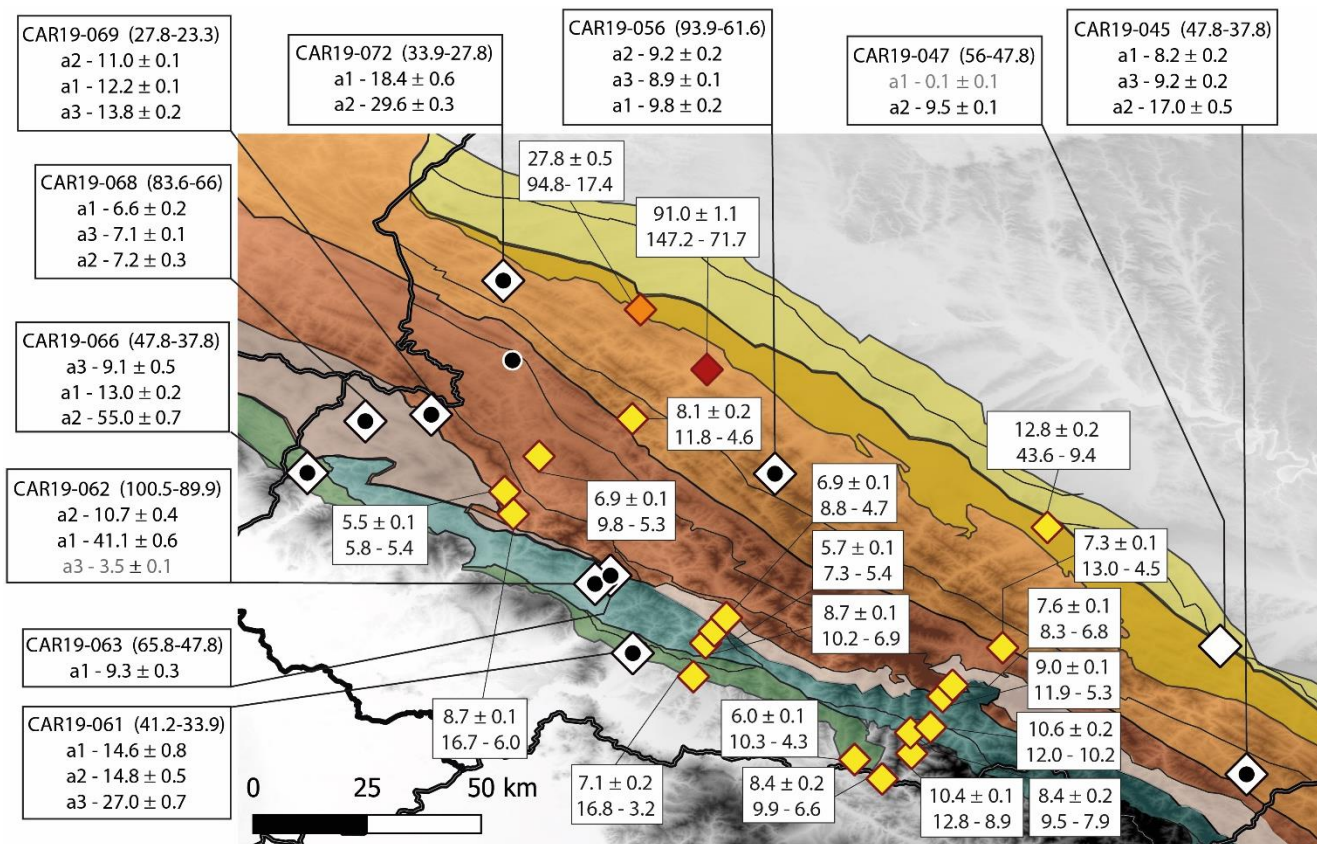 CAR19-069 (27.8-23.3)
a2 - 11.0 ± 0.1
a1 - 12.2 ± 0.1
a3 - 13.8 ± 0.2
CAR19-072 (33.9-27.8)
a1 - 18.4 ± 0.6
a2 - 29.6 ± 0.3
CAR19-056 (93.9-61.6)
a2 - 9.2 ± 0.2
a3 - 8.9 ± 0.1
a1 - 9.8 ± 0.2
CAR19-047 (56-47.8)
a1 - 0.1 ± 0.1
a2 - 9.5 ± 0.1
CAR19-045 (47.8-37.8)
a1 - 8.2 ± 0.2
a3 - 9.2 ± 0.2
a2 - 17.0 ± 0.5
CAR19-068 (83.6-66)
a1 - 6.6 ± 0.2
a3 - 7.1 ± 0.1
a2 - 7.2 ± 0.3
CAR19-066 (47.8-37.8)
a3 - 9.1 ± 0.5
a1 - 13.0 ± 0.2
a2 - 55.0 ± 0.7
CAR19-062 (100.5-89.9)
a2 - 10.7 ± 0.4
a1 - 41.1 ± 0.6
a3 - 3.5 ± 0.1
CAR19-063 (65.8-47.8)
a1 - 9.3 ± 0.3
CAR19-061 (41.2-33.9)
a1 - 14.6 ± 0.8
a2 - 14.8 ± 0.5
a3 - 27.0 ± 0.7
27.8 ± 0.5
94.8- 17.4
91.0 ± 1.1
147.2 - 71.7
8.1 ± 0.2
11.8 - 4.6
12.8 ± 0.2
43.6 - 9.4
6.9 ± 0.1
8.8 - 4.7
6.9 ± 0.1
9.8 - 5.3
5.5 ± 0.1
5.8 - 5.4
5.7 ± 0.1
7.3 - 5.4
7.3 ± 0.1
13.0 - 4.5
8.7 ± 0.1
10.2 - 6.9
7.6 ± 0.1
8.3 - 6.8
9.0 ± 0.1
11.9 - 5.3
8.7 ± 0.1
16.7 - 6.0
6.0 ± 0.1
10.3 - 4.3
10.6 ± 0.2
12.0 - 10.2
7.1 ± 0.2
16.8 - 3.2
8.4 ± 0.2
9.9 - 6.6
10.4 ± 0.1
12.8 - 8.9
8.4 ± 0.2
9.5 - 7.9
0 25 50 km